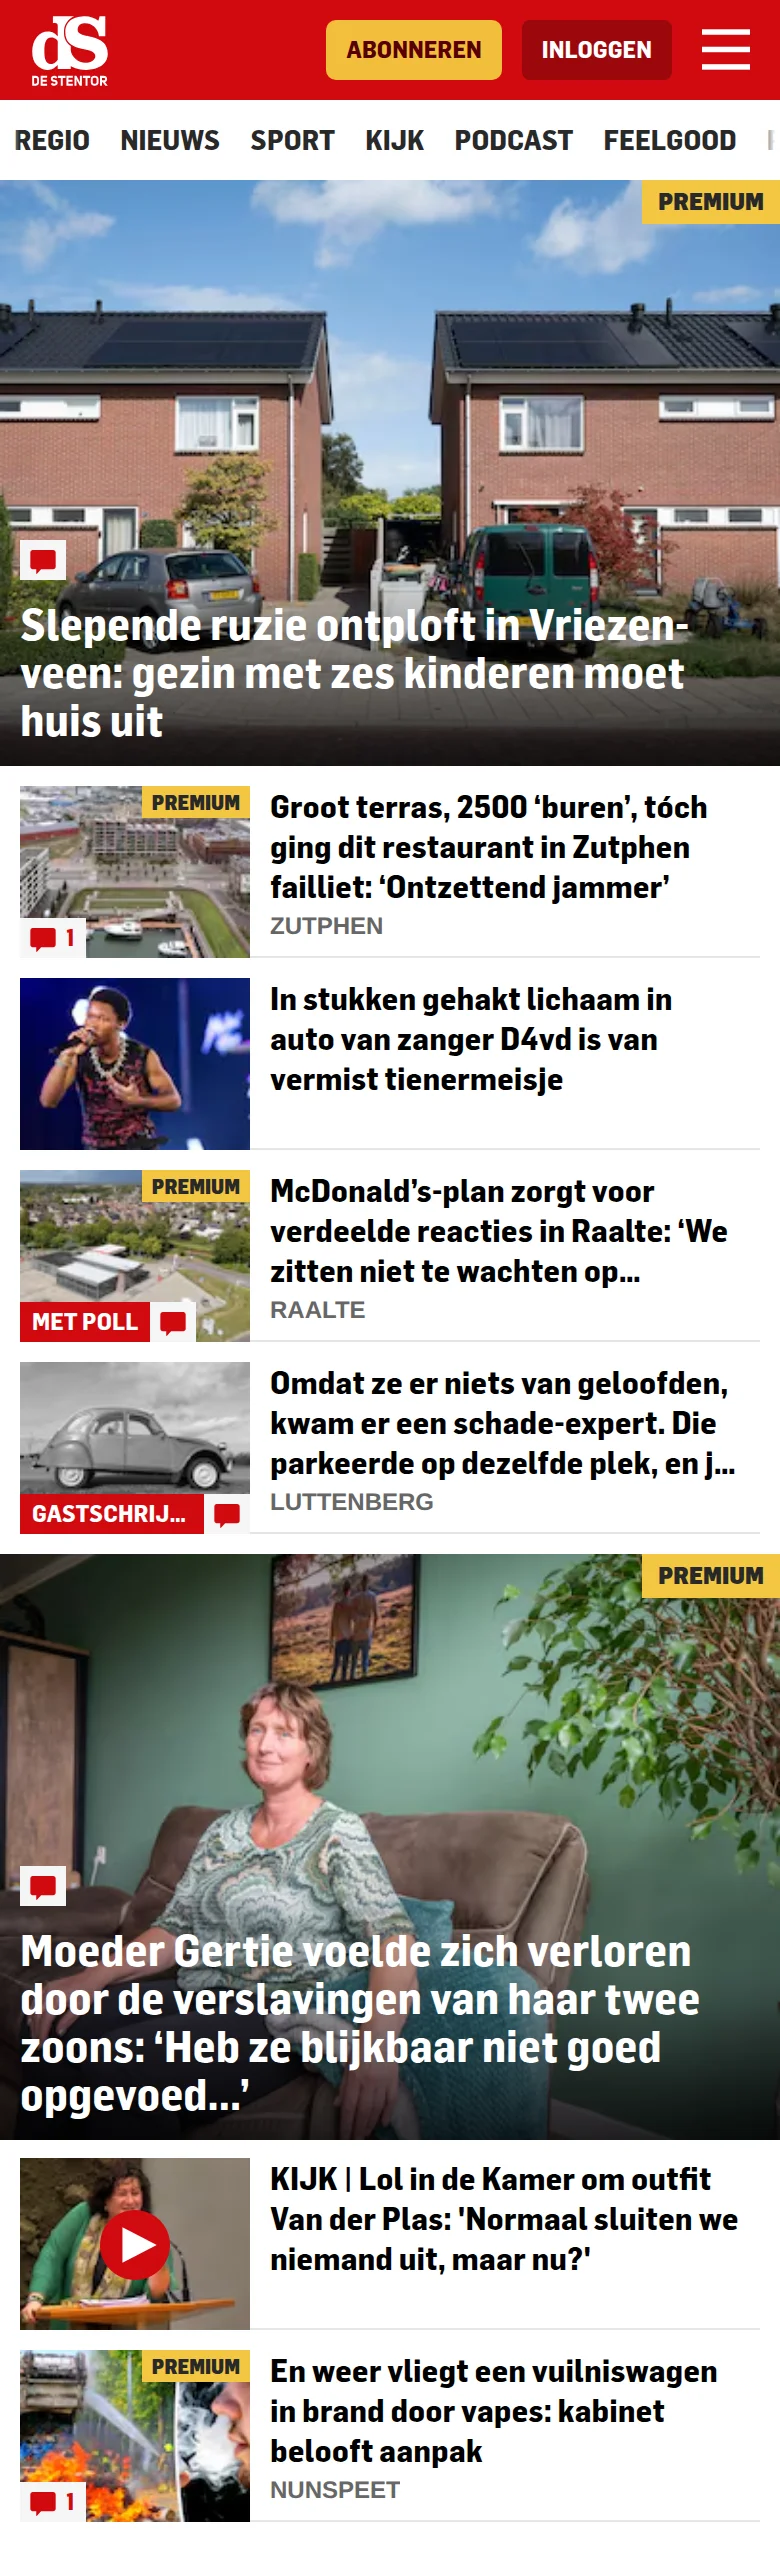 dS
DE STENTOR
ABONNEREN
INLOGGEN
REGIO NIEUWS SPORT KIJK PODCAST FEELGOOD
PREMIUM
Slepende ruzie ontploft in Vriezen-
veen: gezin met zes kinderen moet
huis uit
PREMIUM
1
Groot terras, 2500 ‘buren’, tóch
ging dit restaurant in Zutphen
failliet: ‘Ontzettend jammer’
ZUTPHEN
In stukken gehakt lichaam in
auto van zanger D4vd is van
vermist tienermeisje
PREMIUM
MET POLL
McDonald’s-plan zorgt voor
verdeelde reacties in Raalte: ‘We
zitten niet te wachten op...
RAALTE
GASTSCHRIJ...
Omdat ze er niets van geloofden,
kwam er een schade-expert. Die
parkeerde op dezelfde plek, en j...
LUTTENBERG
PREMIUM
Moeder Gertie voelde zich verloren
door de verslavingen van haar twee
zoons: ‘Heb ze blijkbaar niet goed
opgevoed...’
KIJK | Lol in de Kamer om outfit
Van der Plas: 'Normaal sluiten we
niemand uit, maar nu?'
PREMIUM
1
En weer vliegt een vuilniswagen
in brand door vapes: kabinet
belooft aanpak
NUNSPEET